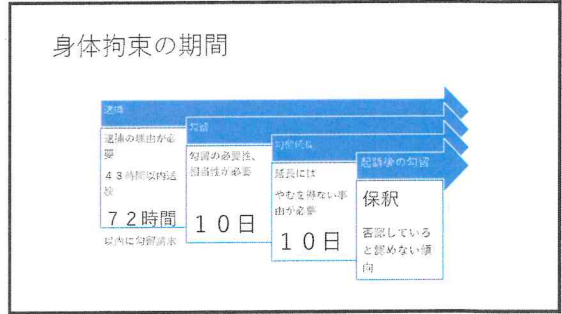 身体拘束の期間
逮捕
逮捕の理由が必
要
48時間以内送
検
72時間
以内に勾留請求
勾留
勾留の必要性、
相当性が必要
10日
勾留延長
延長には
やむを得ない事
由が必要
10日
起訴後の勾留
保釈
否認している
と認めない傾
向